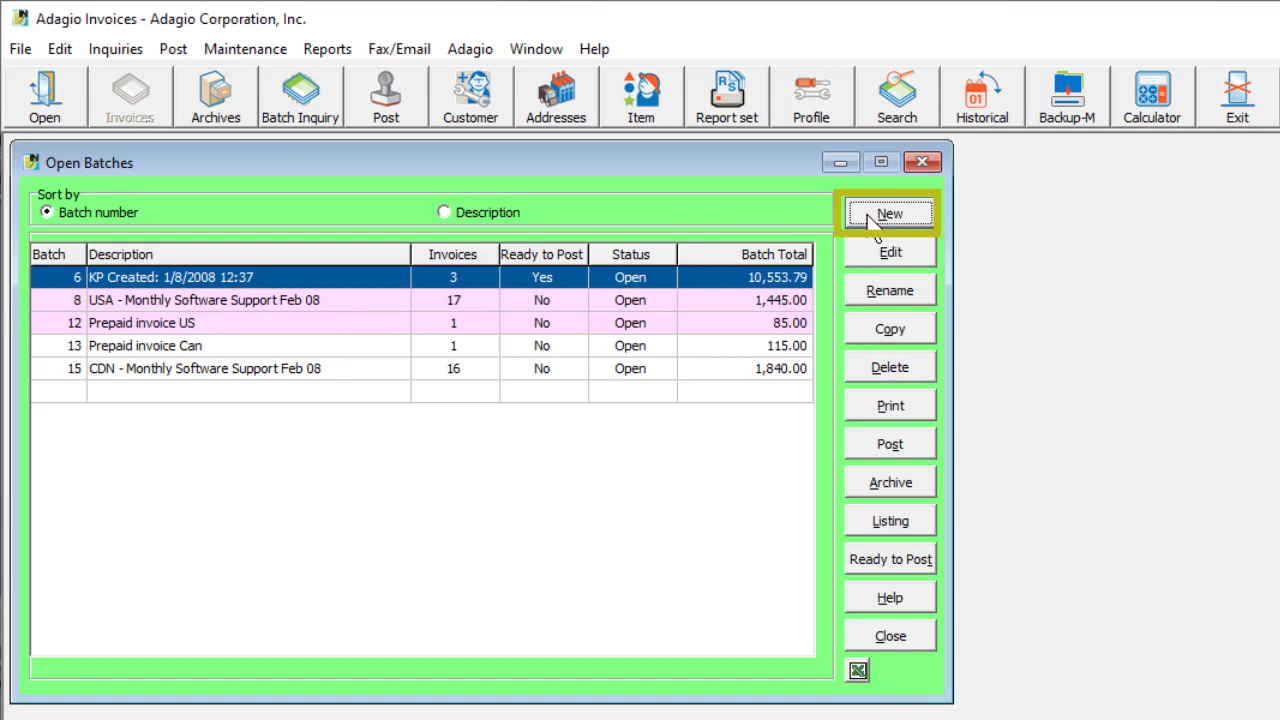 Adagio Invoices - Adagio Corporation, Inc.
File Edit Inquiries Post Maintenance Reports Fax/Email Adagio Window Help
Open Invoices Archives Batch Inquiry Post Customer Addresses Item Report set Profile Search Historical Backup-M Calculator Exit
Open Batches
Sort by
Batch number Description
New
Batch Description Invoices Ready to Post Status Batch Total
Edit
6 KP Created: 1/8/2008 12:37 3 Yes Open 10,553.79
8 USA - Monthly Software Support Feb 08 17 No Open 1,445.00
Rename
12 Prepaid invoice US 1 No Open 85.00
Copy
13 Prepaid invoice Can 1 No Open 115.00
15 CDN - Monthly Software Support Feb 08 16 No Open 1,840.00
Delete
Print
Post
Archive
Listing
Ready to Post
Help
Close